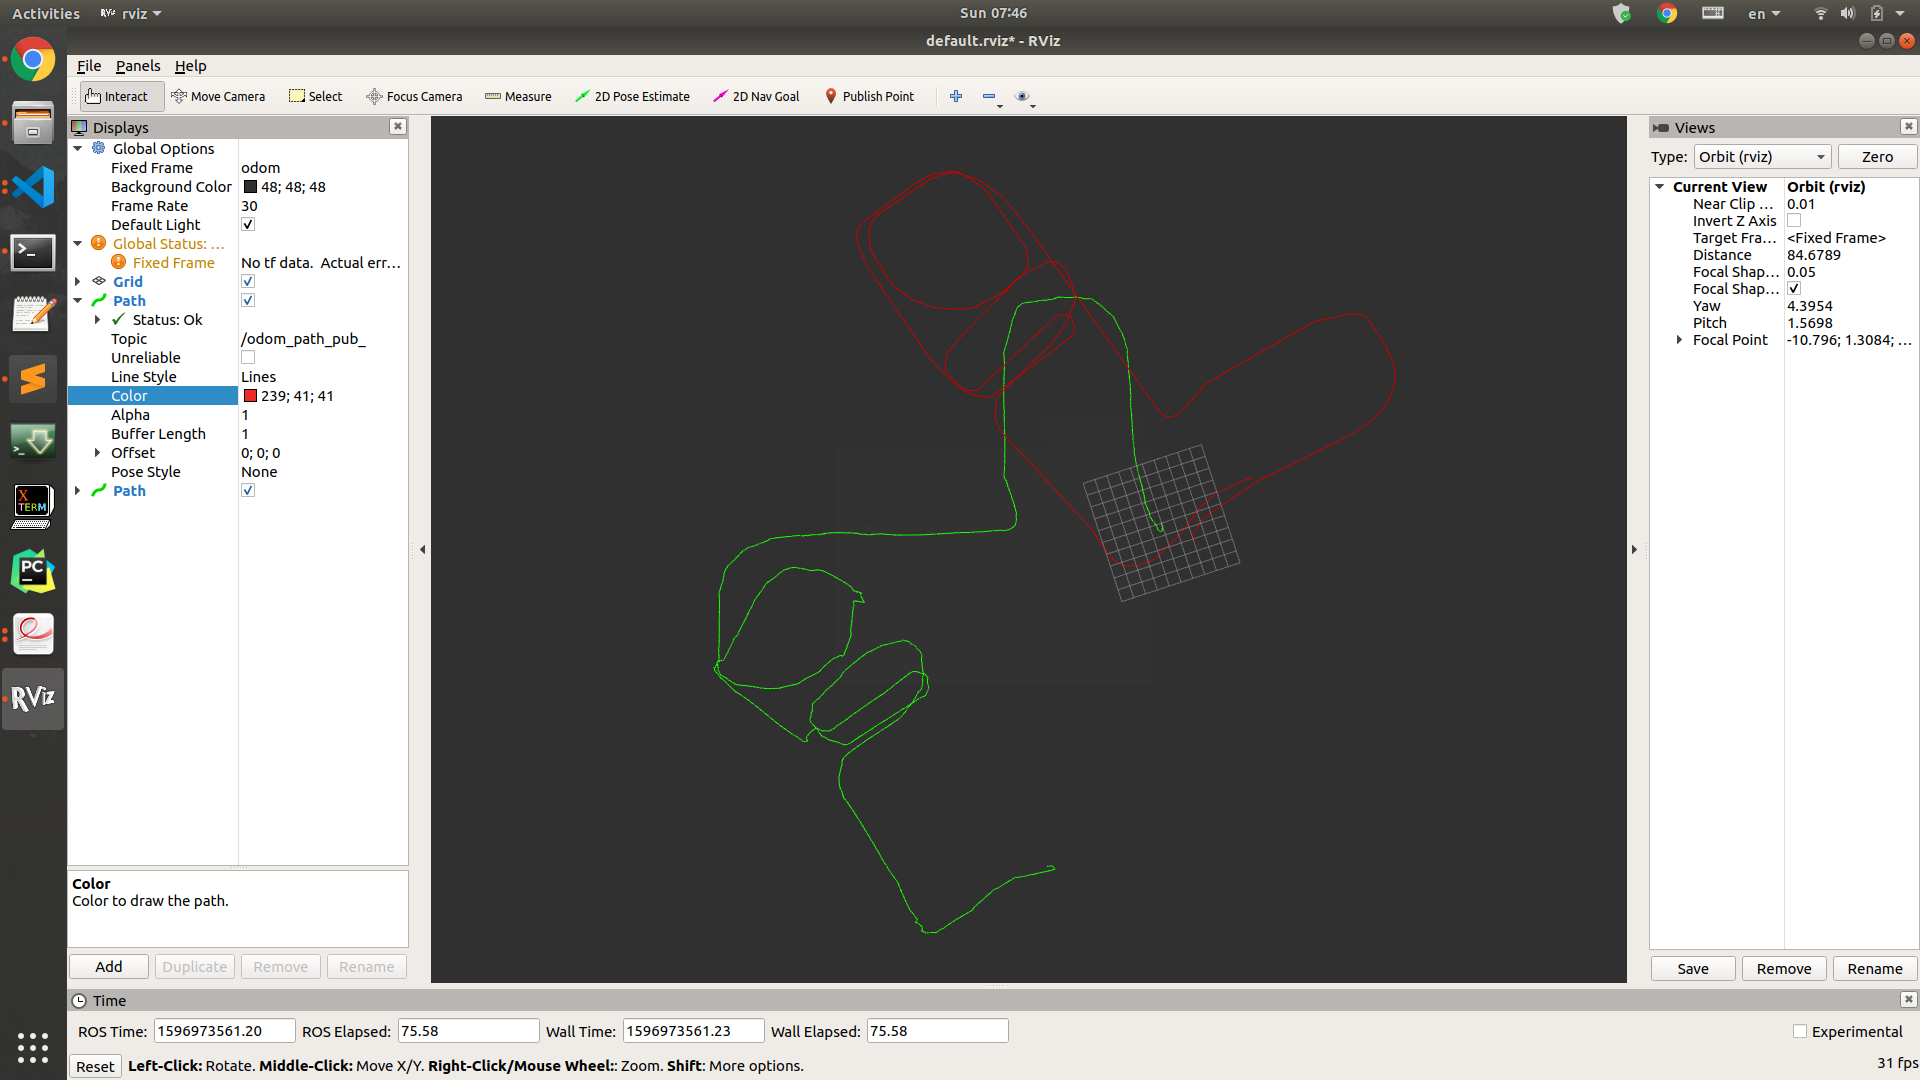 Activities RViz rviz Sun 07:46 en
default.rviz* - RViz
File Panels Help
Interact Move Camera Select Focus Camera Measure 2D Pose Estimate 2D Nav Goal Publish Point
Displays
Global Options
Fixed Frame odom
Background Color 48; 48; 48
Frame Rate 30
Default Light
Global Status: ...
Fixed Frame No tf data. Actual err...
Grid
Path
Status: Ok
Topic /odom_path_pub_
Unreliable
Line Style Lines
Color 239; 41; 41
Alpha 1
Buffer Length 1
Offset 0; 0; 0
Pose Style None
Path
Color
Color to draw the path.
Add Duplicate Remove Rename
Views
Type: Orbit (rviz) Zero
Current View Orbit (rviz)
Near Clip ... 0.01
Invert Z Axis
Target Fra... <Fixed Frame>
Distance 84.6789
Focal Shap... 0.05
Focal Shap...
Yaw 4.3954
Pitch 1.5698
Focal Point -10.796; 1.3084; ...
Save Remove Rename
X
TERM
PC
RViz
Time
ROS Time: 1596973561.20 ROS Elapsed: 75.58 Wall Time: 1596973561.23 Wall Elapsed: 75.58 Experimental
Reset Left-Click: Rotate. Middle-Click: Move X/Y. Right-Click/Mouse Wheel:: Zoom. Shift: More options. 31 fps